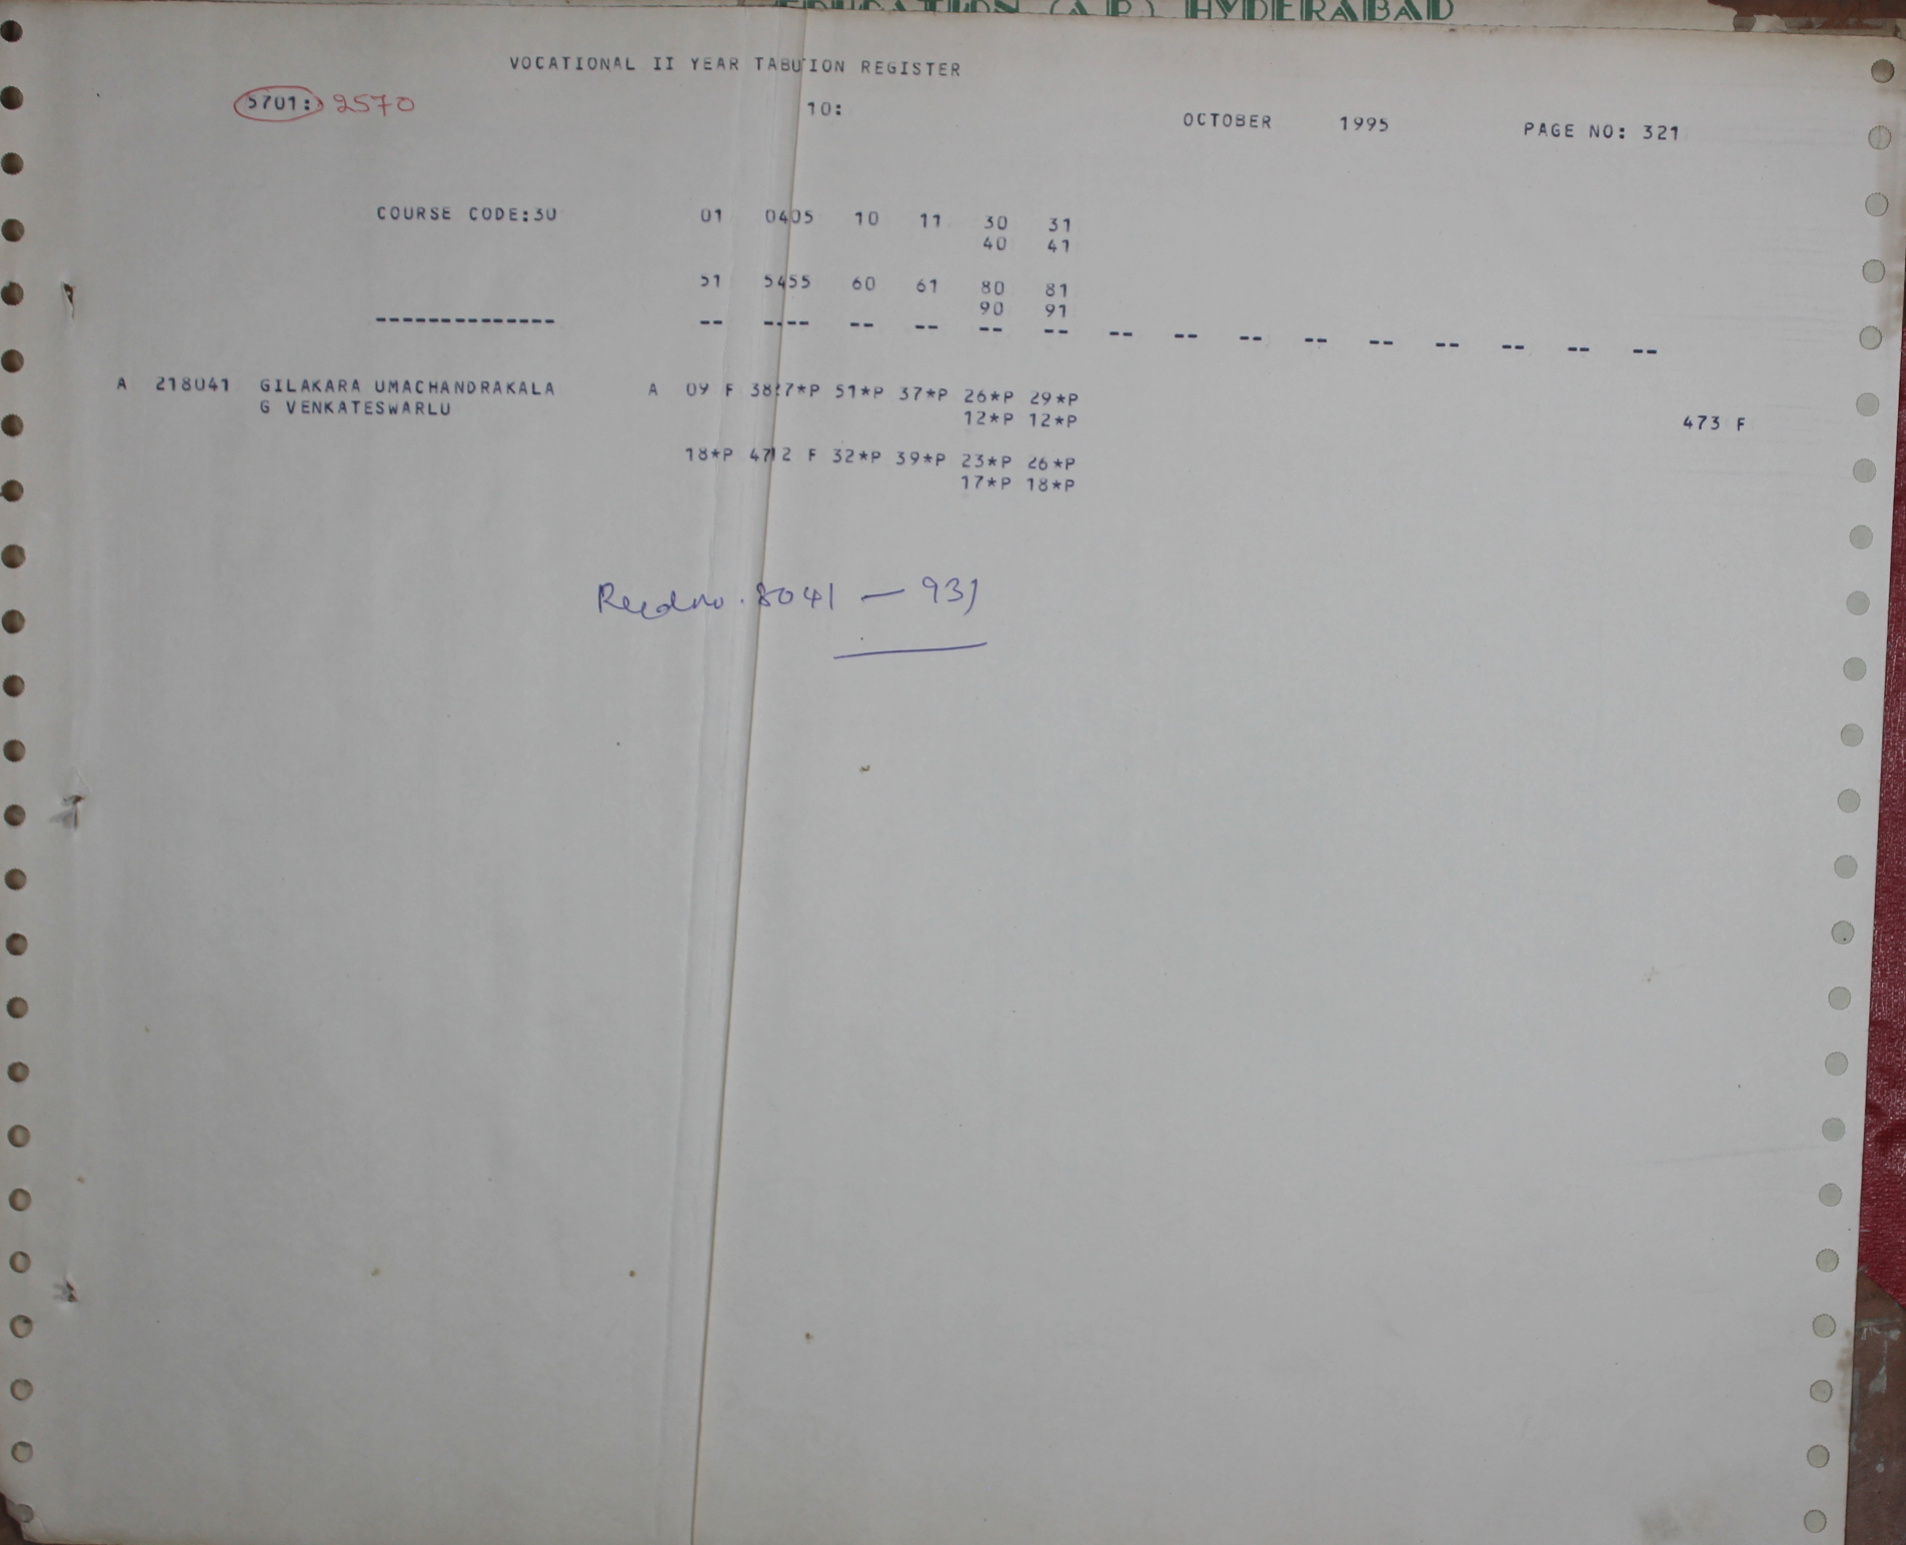 EDUCATION (A.P.) HYDERABAD
VOCATIONAL II YEAR TABU ION REGISTER
5701: 2570 10: OCTOBER 1995 PAGE NO: 321
COURSE CODE:30 01 0405 10 11 30 31
40 41
51 5455 60 61 80 81
90 91
-------------- -- ---- -- -- -- -- -- -- -- -- -- -- -- -- --
A 218041 GILAKARA UMACHANDRAKALA A 09 F 38 7*P 51*P 37*P 26*P 29*P
G VENKATESWARLU 12*P 12*P 473 F
18*P 47 2 F 32*P 39*P 23*P 26*P
17*P 18*P
8041 — 931